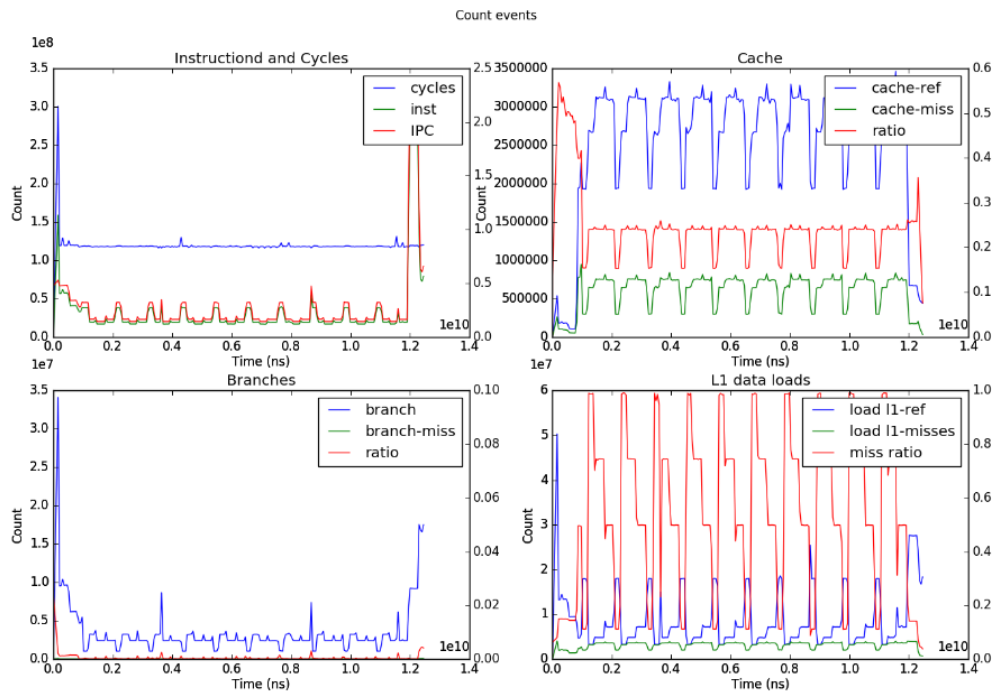 Count events
Instructiond and Cycles
1e8
3.5
3.0
2.5
2.0
1.5
1.0
0.5
0.0
Count
2.5
2.0
1.5
1.0
0.5
0.0
cycles
inst
IPC
0.0 0.2 0.4 0.6 0.8 1.0 1.2 1.4
1e10
Time (ns)
Cache
3500000
3000000
2500000
2000000
1500000
1000000
500000
0
Count
0.6
0.5
0.4
0.3
0.2
0.1
0.0
cache-ref
cache-miss
ratio
0.0 0.2 0.4 0.6 0.8 1.0 1.2 1.4
1e10
Time (ns)
Branches
1e7
3.5
3.0
2.5
2.0
1.5
1.0
0.5
0.0
Count
0.10
0.08
0.06
0.04
0.02
0.00
branch
branch-miss
ratio
0.0 0.2 0.4 0.6 0.8 1.0 1.2 1.4
1e10
Time (ns)
L1 data loads
1e7
6
5
4
3
2
1
0
Count
1.0
0.8
0.6
0.4
0.2
0.0
load l1-ref
load l1-misses
miss ratio
0.0 0.2 0.4 0.6 0.8 1.0 1.2 1.4
1e10
Time (ns)